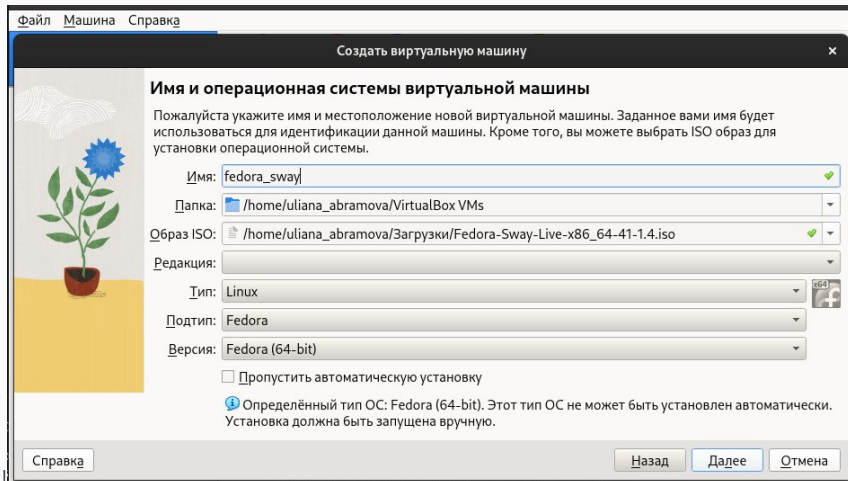 Файл Машина Справка
Создать виртуальную машину
Имя и операционная системы виртуальной машины
Пожалуйста укажите имя и местоположение новой виртуальной машины. Заданное вами имя будет
использоваться для идентификации данной машины. Кроме того, вы можете выбрать ISO образ для
установки операционной системы.
Имя: fedora_sway
Папка: /home/uliana_abramova/VirtualBox VMs
Образ ISO: /home/uliana_abramova/Загрузки/Fedora-Sway-Live-x86_64-41-1.4.iso
Редакция:
Тип: Linux
x64
Подтип: Fedora
Версия: Fedora (64-bit)
Пропустить автоматическую установку
Определённый тип ОС: Fedora (64-bit). Этот тип ОС не может быть установлен автоматически.
Установка должна быть запущена вручную.
Справка Назад Далее Отмена